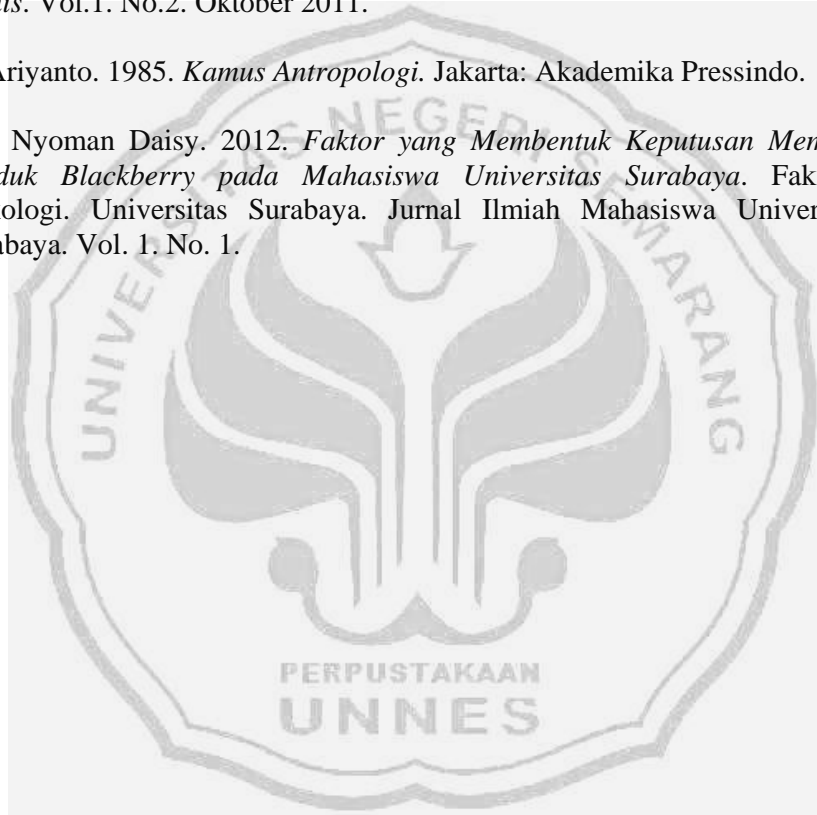 Vol.1. No.2. Oktober 2011.
Ariyanto. 1985. Kamus Antropologi. Jakarta: Akademika Pressindo.
Nyoman Daisy. 2012. Faktor yang Membentuk Keputusan Mem
duk Blackberry pada Mahasiswa Universitas Surabaya. Fak
ologi. Universitas Surabaya. Jurnal Ilmiah Mahasiswa Univer
abaya. Vol. 1. No. 1.
UNIVERSITAS NEGERI SEMARANG
PERPUSTAKAAN
UNNES